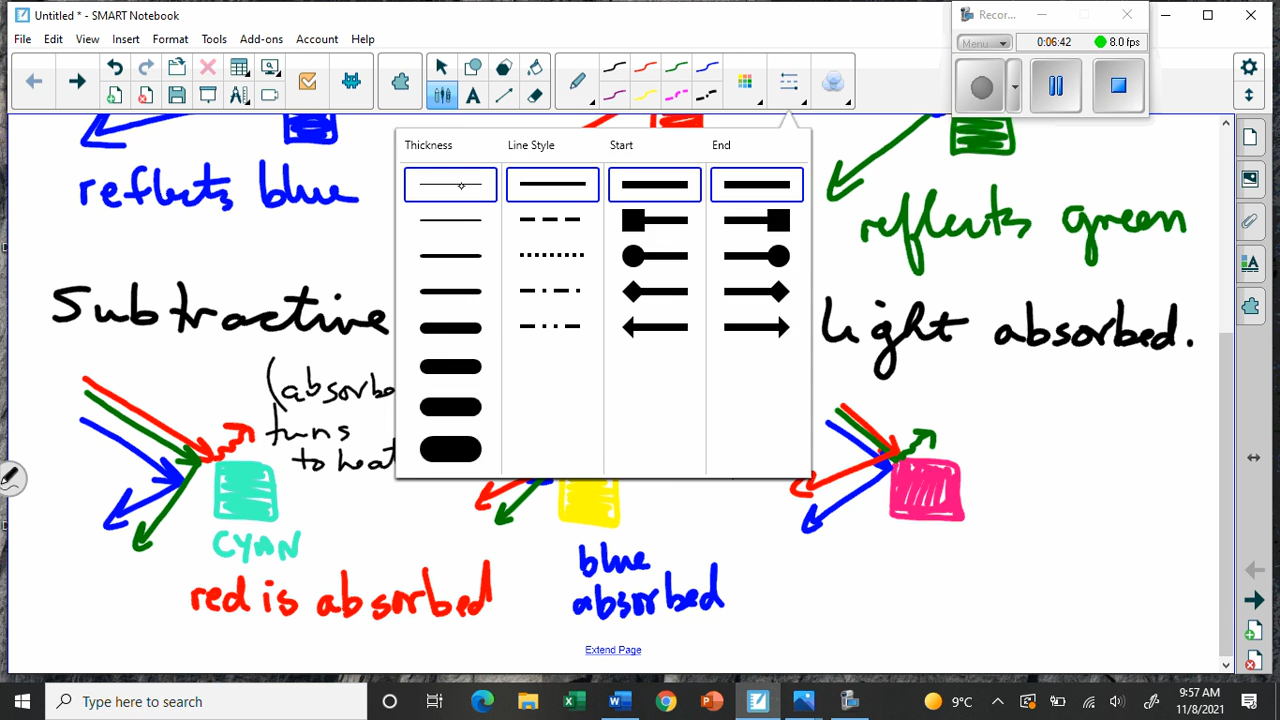 Untitled * - SMART Notebook
Recor...
File Edit View Insert Format Tools Add-ons Account Help
Menu 0:06:42 8.0 fps
Thickness Line Style Start End
reflects blue
reflects green
Subtractive
light absorbed.
(absorbe
turns
to heat
CYAN
red is absorbed
blue
absorbed
Extend Page
Type here to search
9°C
9:57 AM
11/8/2021